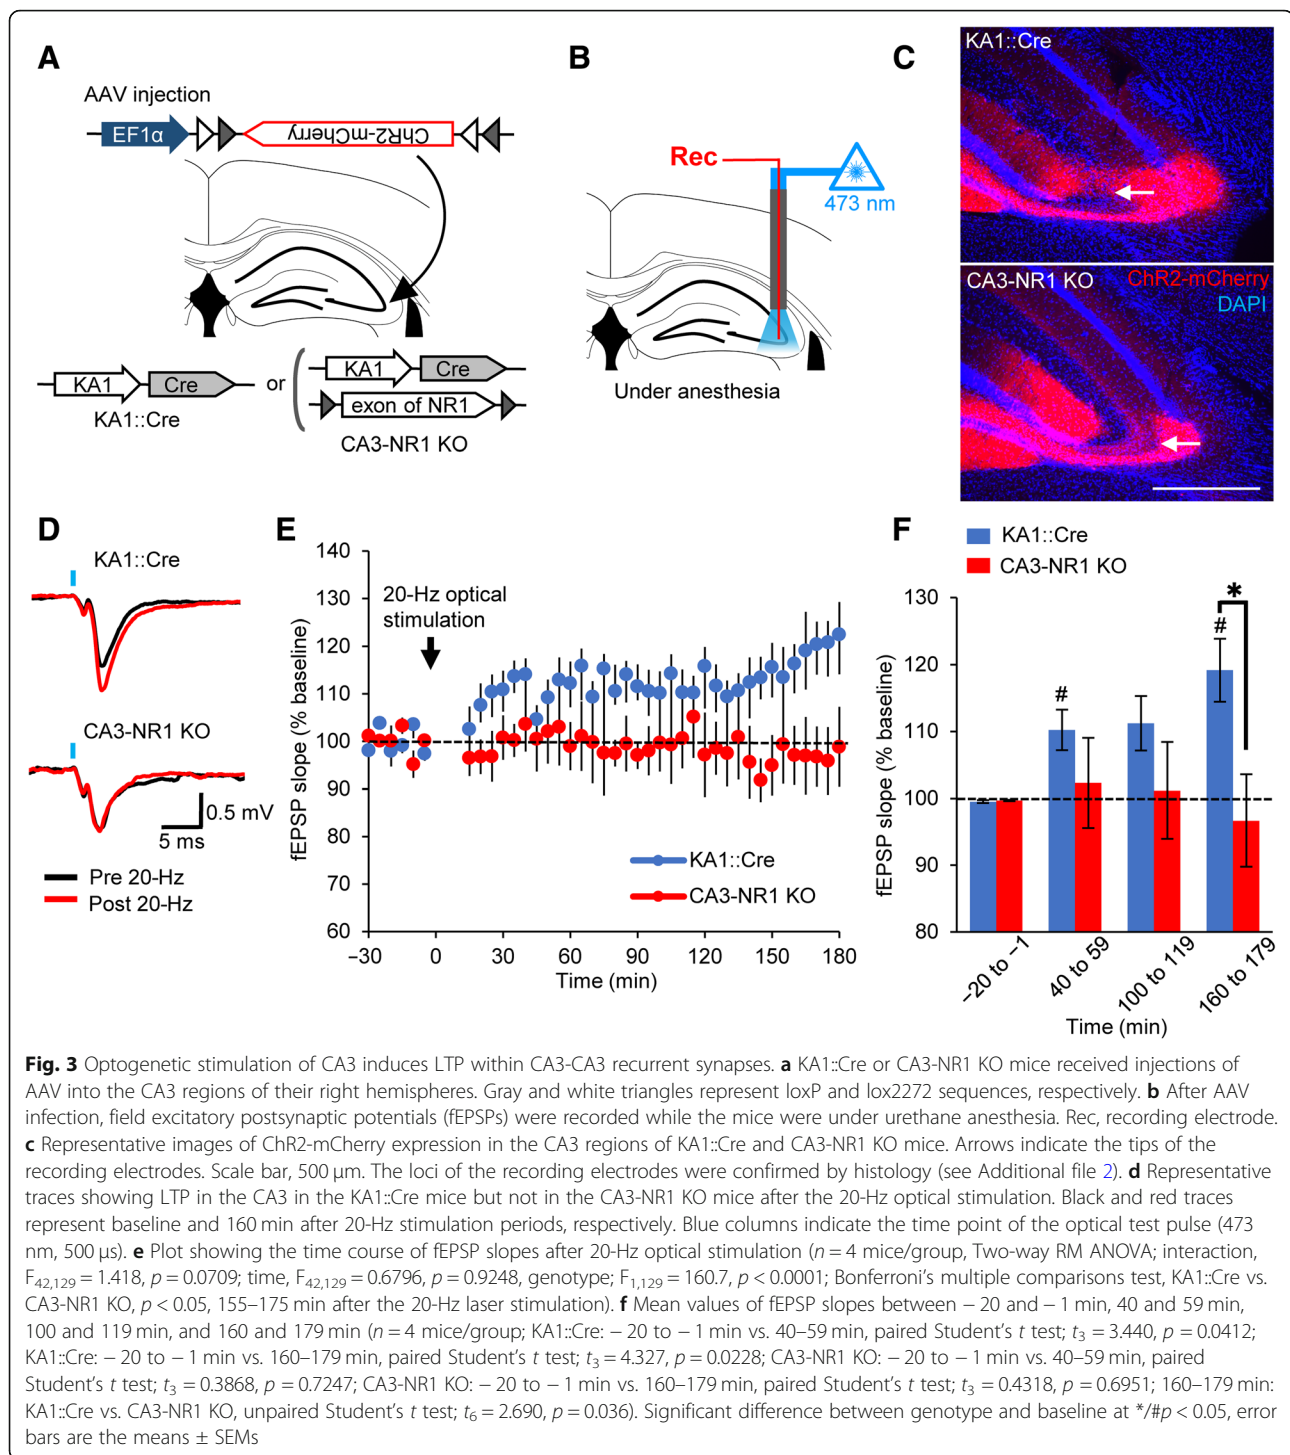 A
AAV injection
EF1α
ChR2-mCherry
KA1
Cre
KA1::Cre
or
KA1
Cre
exon of NR1
CA3-NR1 KO
B
Rec
473 nm
Under anesthesia
C
KA1::Cre
CA3-NR1 KO
ChR2-mCherry
DAPI
D
KA1::Cre
CA3-NR1 KO
0.5 mV
5 ms
Pre 20-Hz
Post 20-Hz
E
fEPSP slope (% baseline)
140
130
120
110
100
90
80
70
60
20-Hz optical
stimulation
KA1::Cre
CA3-NR1 KO
−30 0 30 60 90 120 150 180
Time (min)
F
KA1::Cre
CA3-NR1 KO
fEPSP slope (% baseline)
130
120
110
100
90
80
#
#
*
−20 to −1
40 to 59
100 to 119
160 to 179
Time (min)
Fig. 3 Optogenetic stimulation of CA3 induces LTP within CA3-CA3 recurrent synapses. a KA1::Cre or CA3-NR1 KO mice received injections of
AAV into the CA3 regions of their right hemispheres. Gray and white triangles represent loxP and lox2272 sequences, respectively. b After AAV
infection, field excitatory postsynaptic potentials (fEPSPs) were recorded while the mice were under urethane anesthesia. Rec, recording electrode.
c Representative images of ChR2-mCherry expression in the CA3 regions of KA1::Cre and CA3-NR1 KO mice. Arrows indicate the tips of the
recording electrodes. Scale bar, 500 μm. The loci of the recording electrodes were confirmed by histology (see Additional file 2). d Representative
traces showing LTP in the CA3 in the KA1::Cre mice but not in the CA3-NR1 KO mice after the 20-Hz optical stimulation. Black and red traces
represent baseline and 160 min after 20-Hz stimulation periods, respectively. Blue columns indicate the time point of the optical test pulse (473
nm, 500 μs). e Plot showing the time course of fEPSP slopes after 20-Hz optical stimulation (n = 4 mice/group, Two-way RM ANOVA; interaction,
F42,129 = 1.418, p = 0.0709; time, F42,129 = 0.6796, p = 0.9248, genotype; F1,129 = 160.7, p < 0.0001; Bonferroni's multiple comparisons test, KA1::Cre vs.
CA3-NR1 KO, p < 0.05, 155–175 min after the 20-Hz laser stimulation). f Mean values of fEPSP slopes between − 20 and − 1 min, 40 and 59 min,
100 and 119 min, and 160 and 179 min (n = 4 mice/group; KA1::Cre: − 20 to − 1 min vs. 40–59 min, paired Student's t test; t3 = 3.440, p = 0.0412;
KA1::Cre: − 20 to − 1 min vs. 160–179 min, paired Student's t test; t3 = 4.327, p = 0.0228; CA3-NR1 KO: − 20 to − 1 min vs. 40–59 min, paired
Student's t test; t3 = 0.3868, p = 0.7247; CA3-NR1 KO: − 20 to − 1 min vs. 160–179 min, paired Student's t test; t3 = 0.4318, p = 0.6951; 160–179 min:
KA1::Cre vs. CA3-NR1 KO, unpaired Student's t test; t6 = 2.690, p = 0.036). Significant difference between genotype and baseline at */#p < 0.05, error
bars are the means ± SEMs